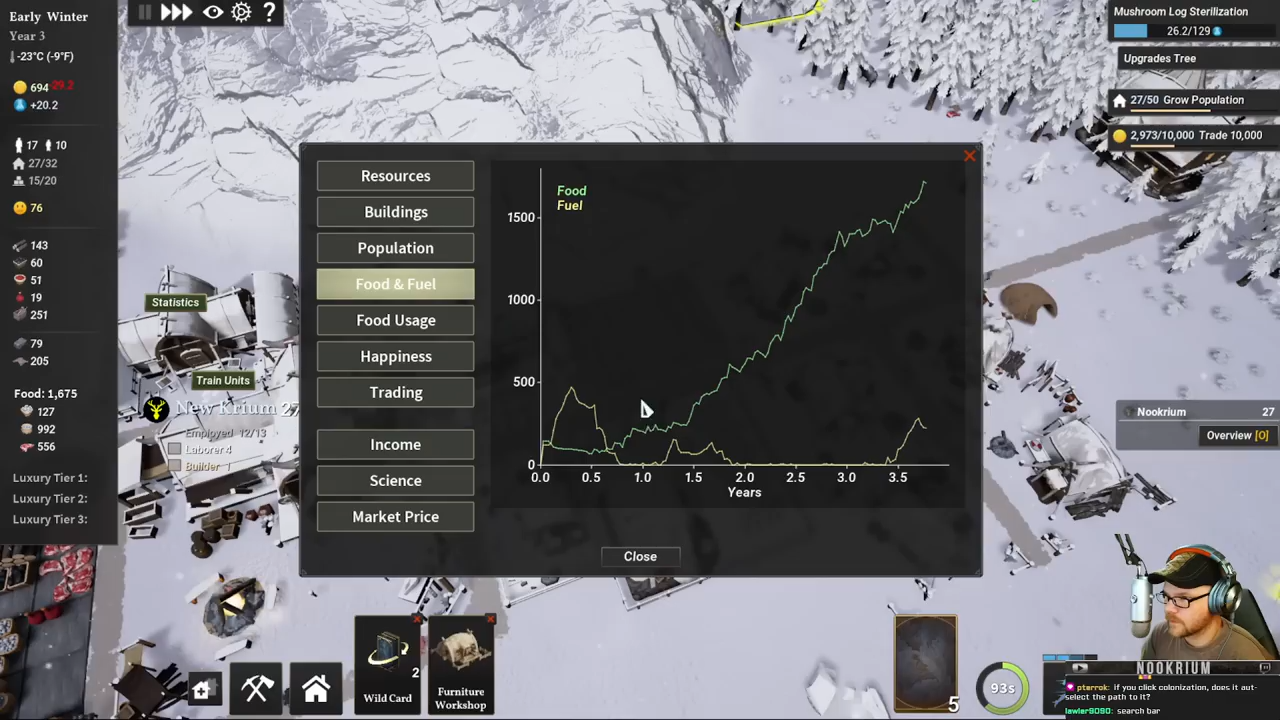 Early Winter
Year 3
-23°C (-9°F)
694 -29.2
+20.2
17 10
27/32
15/20
76
143
60
51
19
251
79
205
Food: 1,675
127
992
556
Luxury Tier 1:
Luxury Tier 2:
Luxury Tier 3:
?
Statistics
Train Units
New Krium 27
Employed 12/13
Laborer 4
Builder 1
Resources
Buildings
Population
Food & Fuel
Food Usage
Happiness
Trading
Income
Science
Market Price
Food
Fuel
1500
1000
500
0
0.0 0.5 1.0 1.5 2.0 2.5 3.0 3.5
Years
Close
Mushroom Log Sterilization
26.2/129
Upgrades Tree
27/50 Grow Population
2,973/10,000 Trade 10,000
Nookrium 27
Overview [O]
2
Wild Card
Furniture
Workshop
5
93s
NOOKRIUM
pterrok: if you click colonization, does it aut-
select the path to it?
lawler9090: search bar